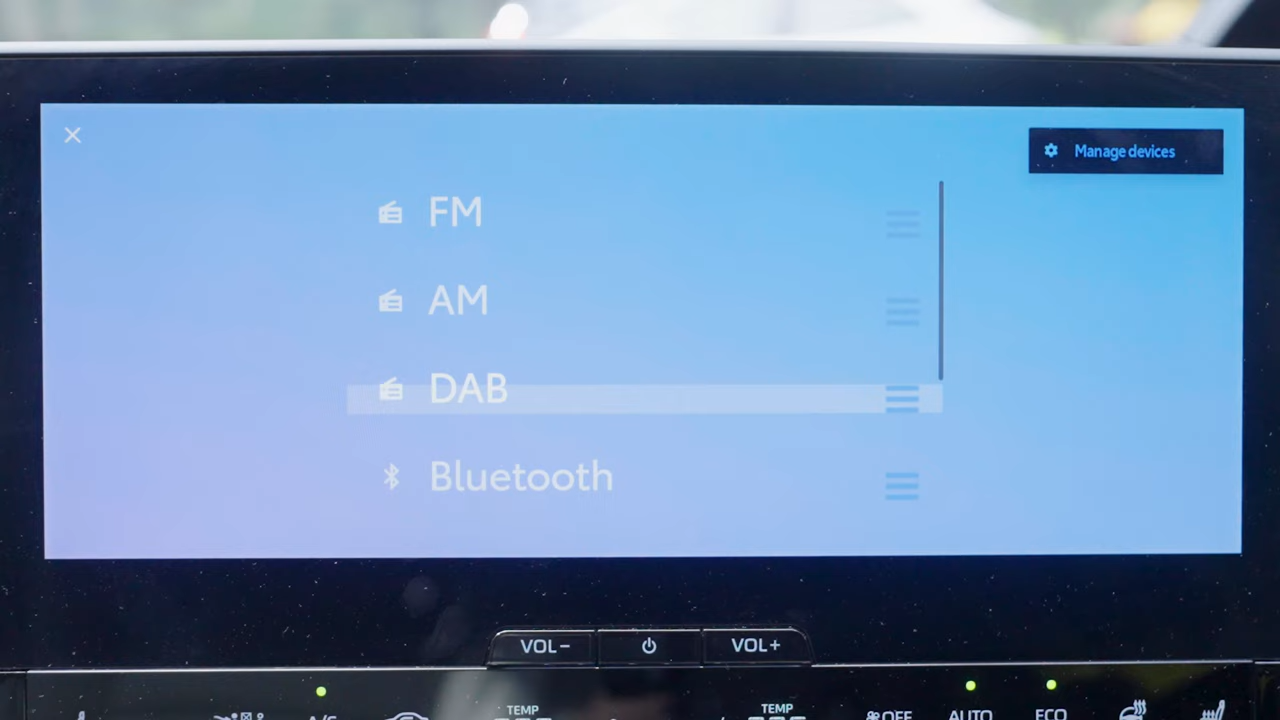 Manage devices
FM
AM
DAB
Bluetooth
VOL− VOL+
A/C TEMP TEMP OFF AUTO ECO